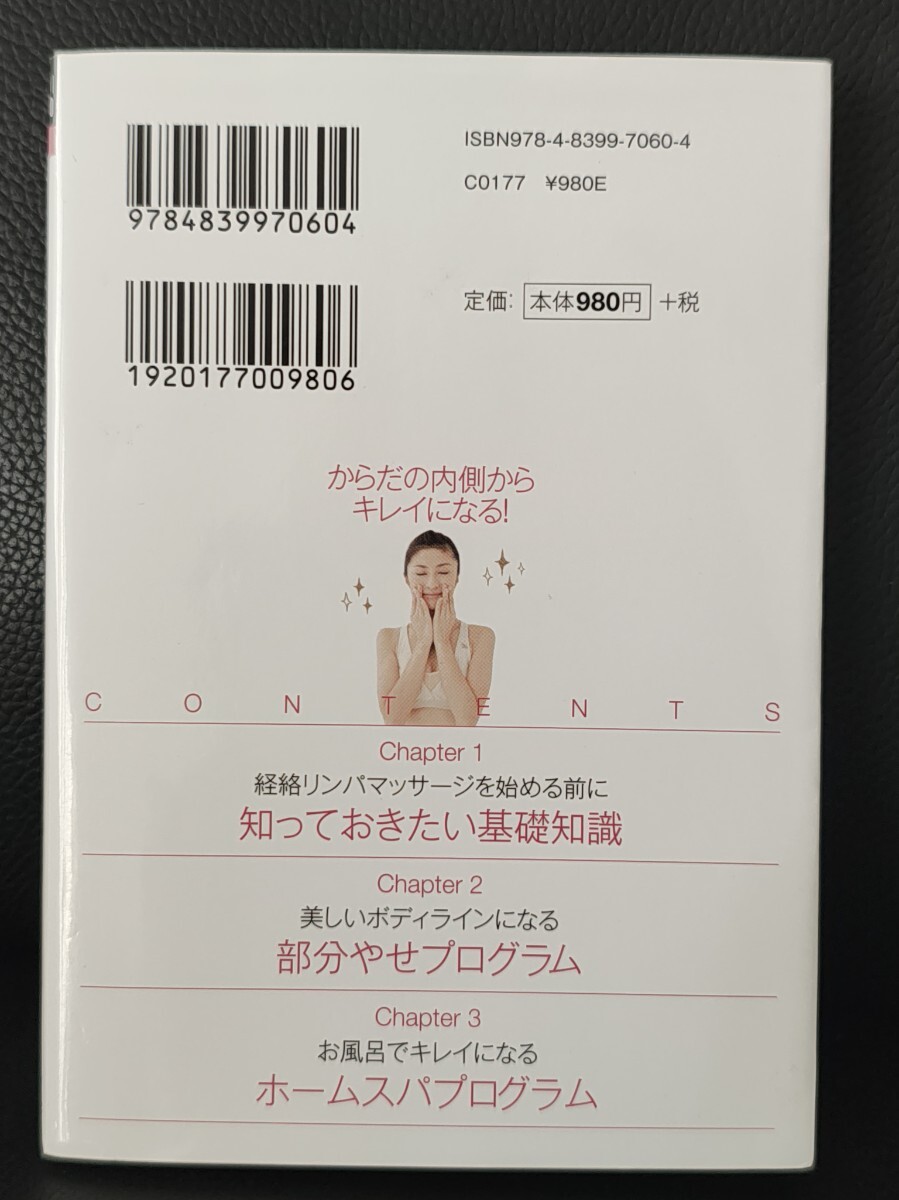 9784839970604
ISBN978-4-8399-7060-4
C0177 ¥980E
1920177009806
定価: 本体980円 +税
からだの内側から
キレイになる!
CONTENTS
Chapter 1
経絡リンパマッサージを始める前に
知っておきたい基礎知識
Chapter 2
美しいボディラインになる
部分やせプログラム
Chapter 3
お風呂でキレイになる
ホームスパプログラム